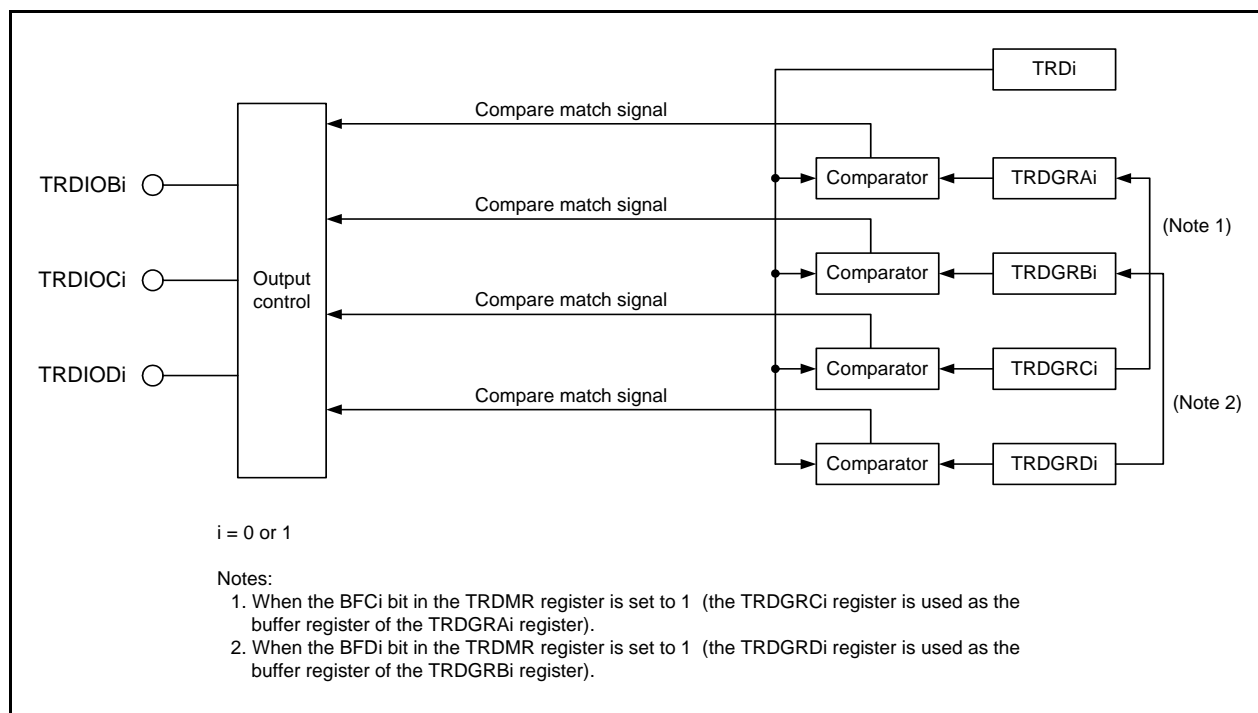 TRDi
Compare match signal
Comparator
TRDGRAi
TRDIOBi
Compare match signal
(Note 1)
Comparator
TRDGRBi
TRDIOCi
Output
control
Compare match signal
Comparator
TRDGRCi
TRDIODi
Compare match signal
(Note 2)
Comparator
TRDGRDi
i = 0 or 1
Notes:
1. When the BFCi bit in the TRDMR register is set to 1 (the TRDGRCi register is used as the
buffer register of the TRDGRAi register).
2. When the BFDi bit in the TRDMR register is set to 1 (the TRDGRDi register is used as the
buffer register of the TRDGRBi register).